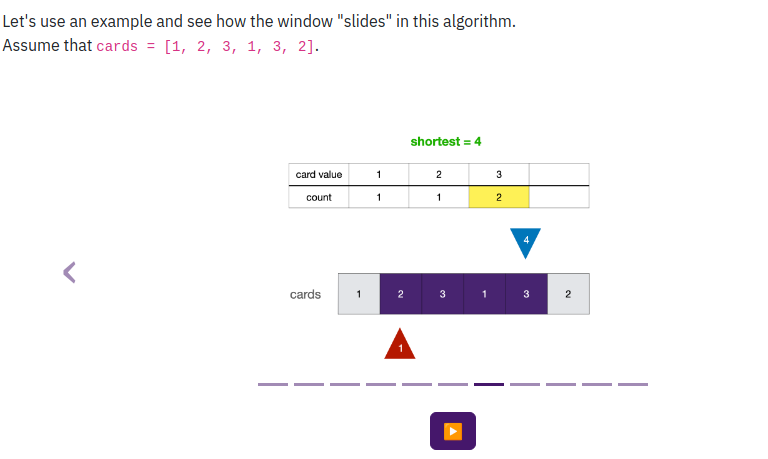 Let's use an example and see how the window "slides" in this algorithm.
Assume that cards = [1, 2, 3, 1, 3, 2].
shortest = 4
card value 1 2 3
count 1 1 2
4
cards 1 2 3 1 3 2
1